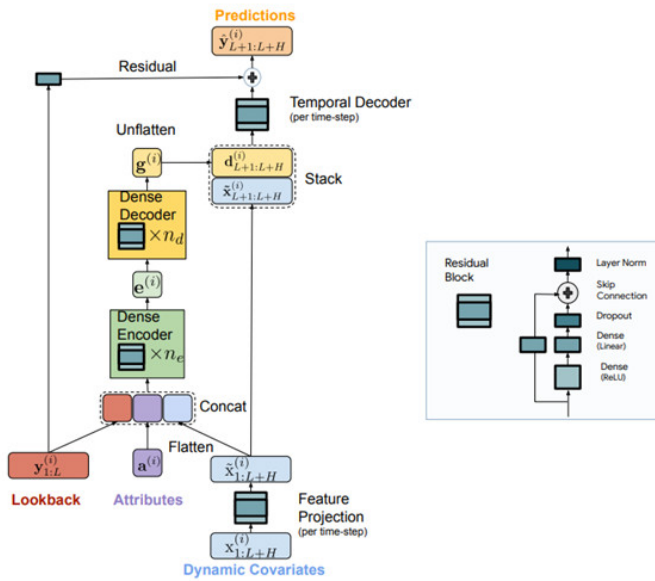 Predictions
ŷ^{(i)}_{L+1:L+H}
Residual
Temporal Decoder
(per time-step)
Unflatten
g^{(i)}
d^{(i)}_{L+1:L+H}
x̃^{(i)}_{L+1:L+H}
Stack
Dense
Decoder
×n_d
e^{(i)}
Dense
Encoder
×n_e
Concat
Flatten
y^{(i)}_{1:L}
a^{(i)}
x̃^{(i)}_{1:L+H}
Lookback
Attributes
Feature
Projection
(per time-step)
x^{(i)}_{1:L+H}
Dynamic Covariates
Residual
Block
Layer Norm
Skip
Connection
Dropout
Dense
(Linear)
Dense
(ReLU)